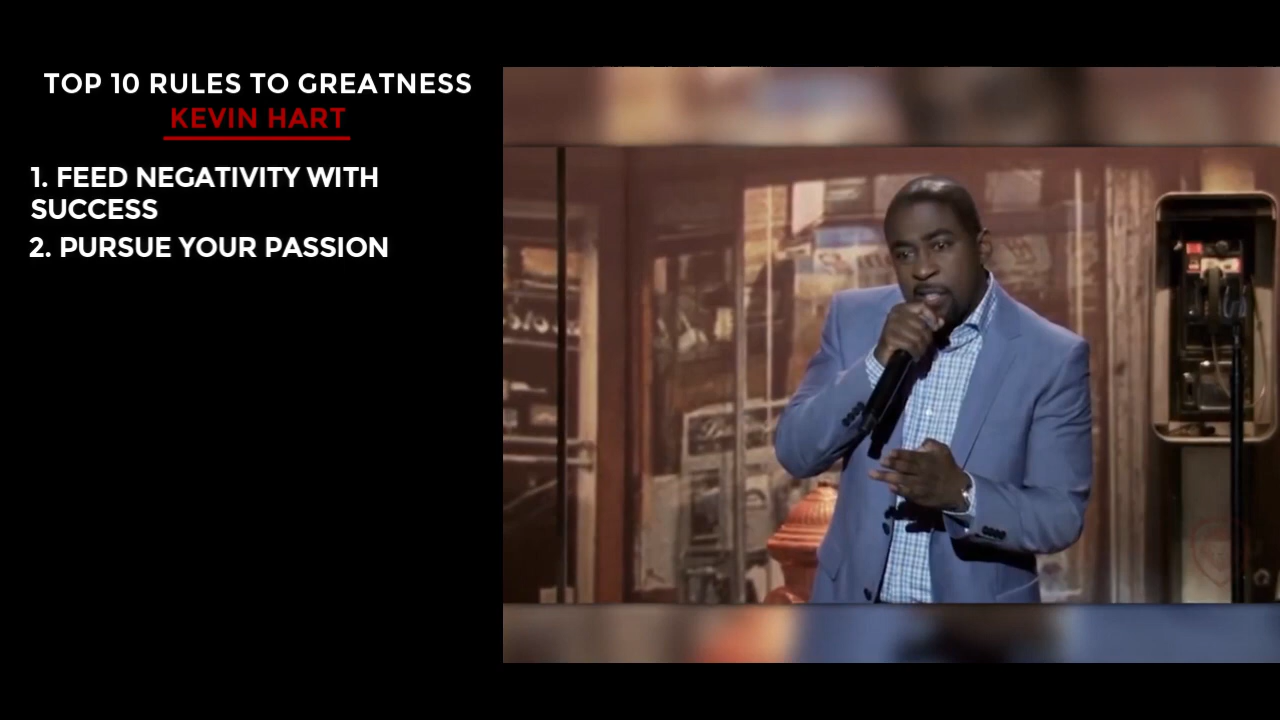 TOP 10 RULES TO GREATNESS
KEVIN HART
1. FEED NEGATIVITY WITH
SUCCESS
2. PURSUE YOUR PASSION